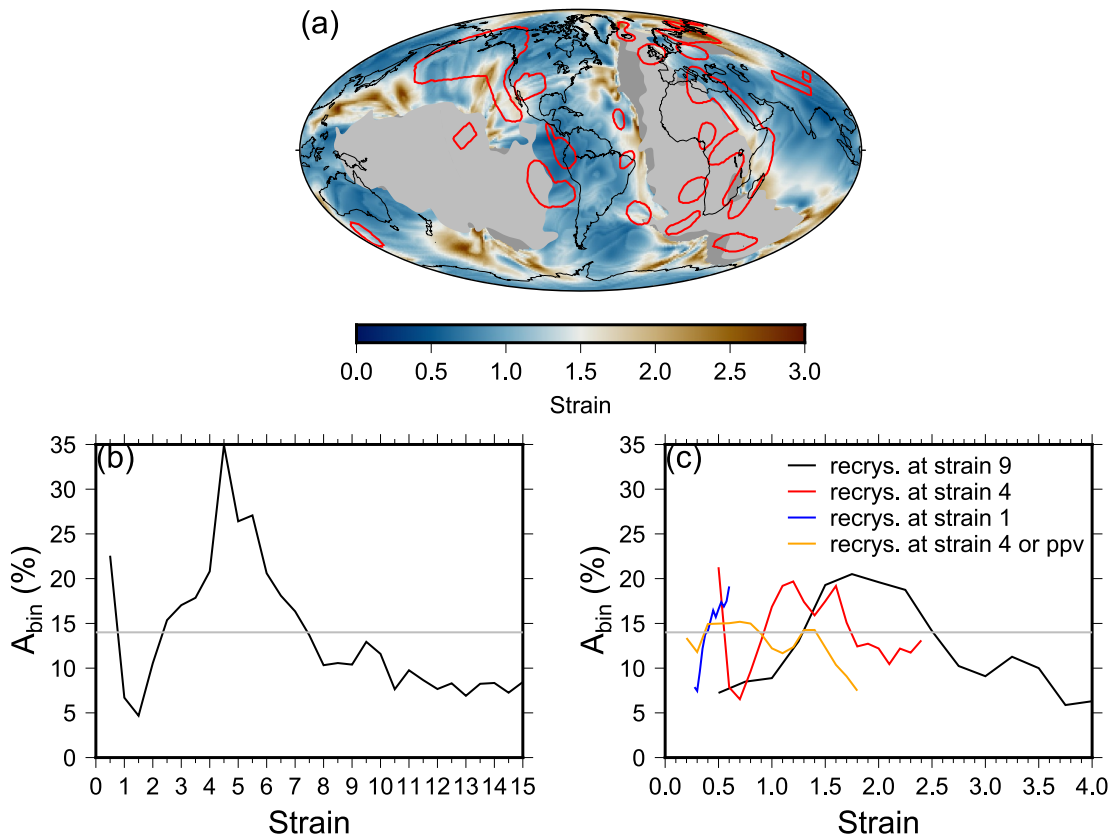 (a)
0.0 0.5 1.0 1.5 2.0 2.5 3.0
Strain
(b)
35
30
25
20
15
10
5
0
A bin (%)
0 1 2 3 4 5 6 7 8 9 10 11 12 13 14 15
Strain
(c)
recrys. at strain 9
recrys. at strain 4
recrys. at strain 1
recrys. at strain 4 or ppv
35
30
25
20
15
10
5
0
A bin (%)
0.0 0.5 1.0 1.5 2.0 2.5 3.0 3.5 4.0
Strain